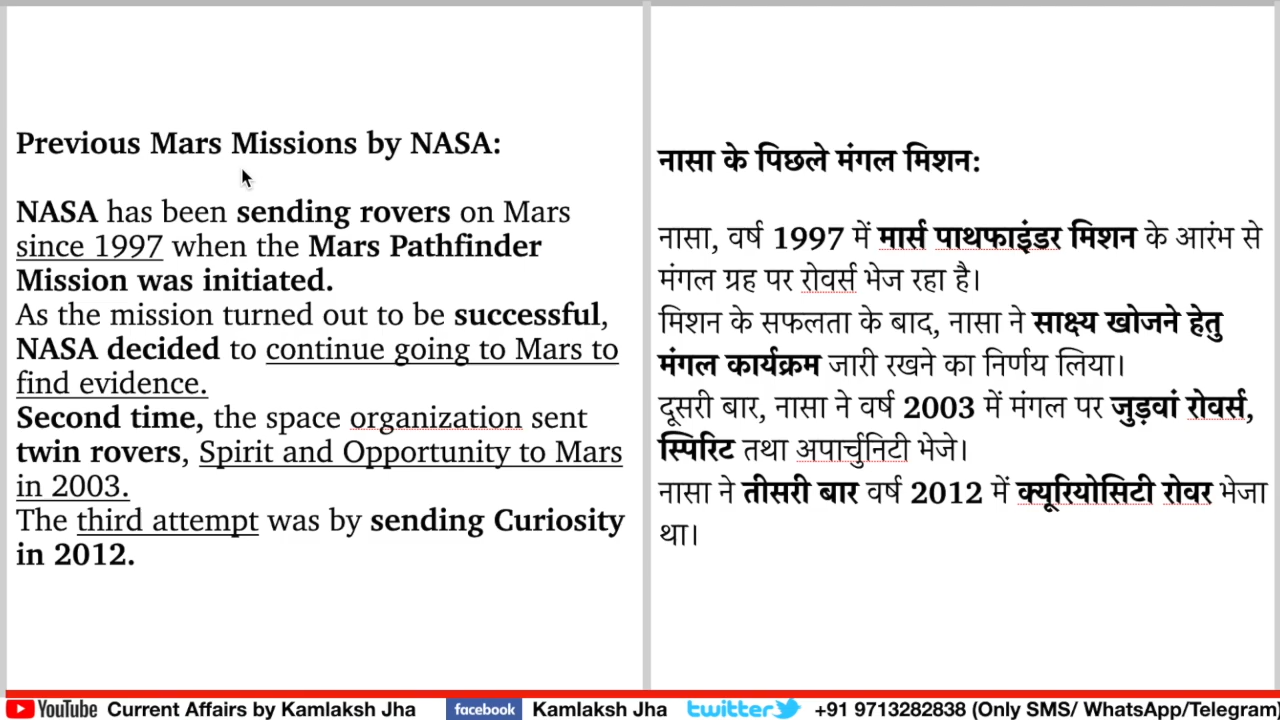 Previous Mars Missions by NASA:
NASA has been sending rovers on Mars
since 1997 when the Mars Pathfinder
Mission was initiated.
As the mission turned out to be successful,
NASA decided to continue going to Mars to
find evidence.
Second time, the space organization sent
twin rovers, Spirit and Opportunity to Mars
in 2003.
The third attempt was by sending Curiosity
in 2012.
नासा के पिछले मंगल मिशन:
नासा, वर्ष 1997 में मार्स पाथफाइंडर मिशन के आरंभ से
मंगल ग्रह पर रोवर्स भेज रहा है।
मिशन के सफलता के बाद, नासा ने साक्ष्य खोजने हेतु
मंगल कार्यक्रम जारी रखने का निर्णय लिया।
दूसरी बार, नासा ने वर्ष 2003 में मंगल पर जुड़वां रोवर्स,
स्पिरिट तथा अपार्चुनिटी भेजे।
नासा ने तीसरी बार वर्ष 2012 में क्यूरियोसिटी रोवर भेजा
था।
YouTube Current Affairs by Kamlaksh Jha facebook Kamlaksh Jha twitter +91 9713282838 (Only SMS/ WhatsApp/Telegram)